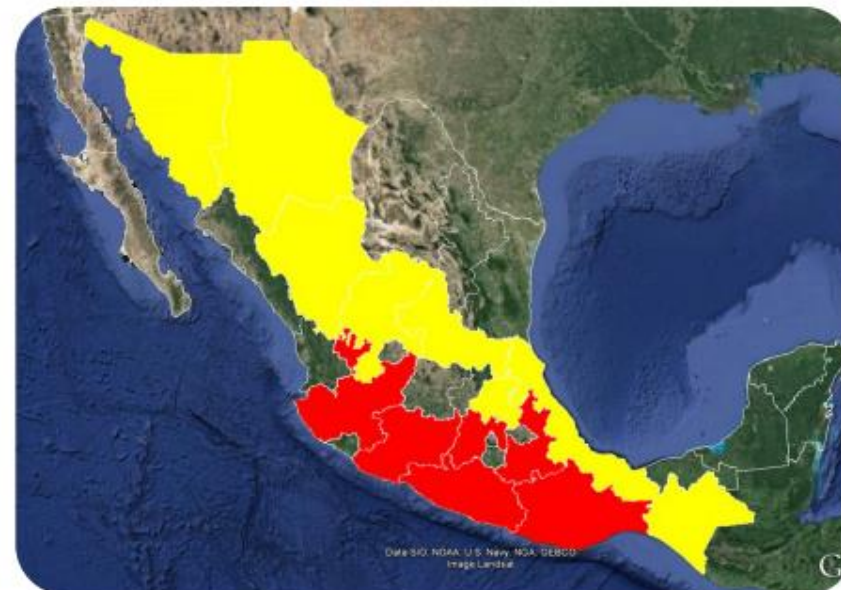 Data SIO, NOAA, U.S. Navy, NGA, GEBCO
Image Landsat
G